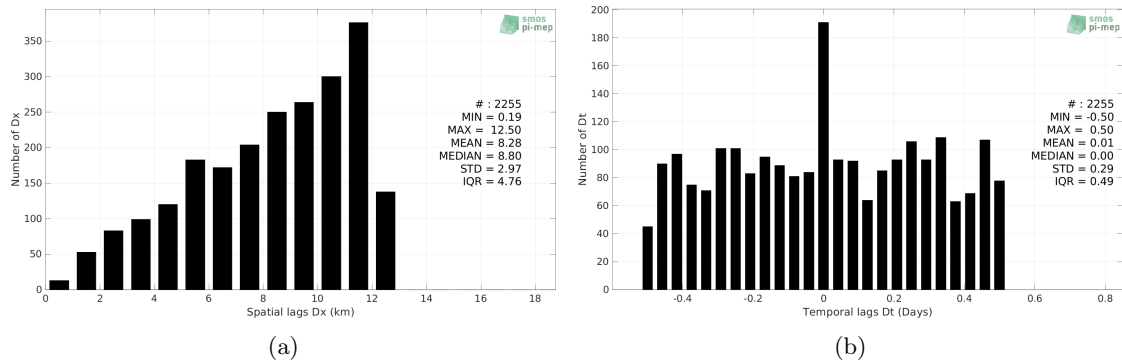 smos
pi-mep
350
300
250
200
150
100
50
0
# : 2255
MIN = 0.19
MAX = 12.50
MEAN = 8.28
MEDIAN = 8.80
STD = 2.97
IQR = 4.76
Number of Dx
0 2 4 6 8 10 12 14 16 18
Spatial lags Dx (km)
(a)
smos
pi-mep
200
180
160
140
120
100
80
60
40
20
0
# : 2255
MIN = -0.50
MAX = 0.50
MEAN = 0.01
MEDIAN = 0.00
STD = 0.29
IQR = 0.49
Number of Dt
-0.4 -0.2 0 0.2 0.4 0.6 0.8
Temporal lags Dt (Days)
(b)